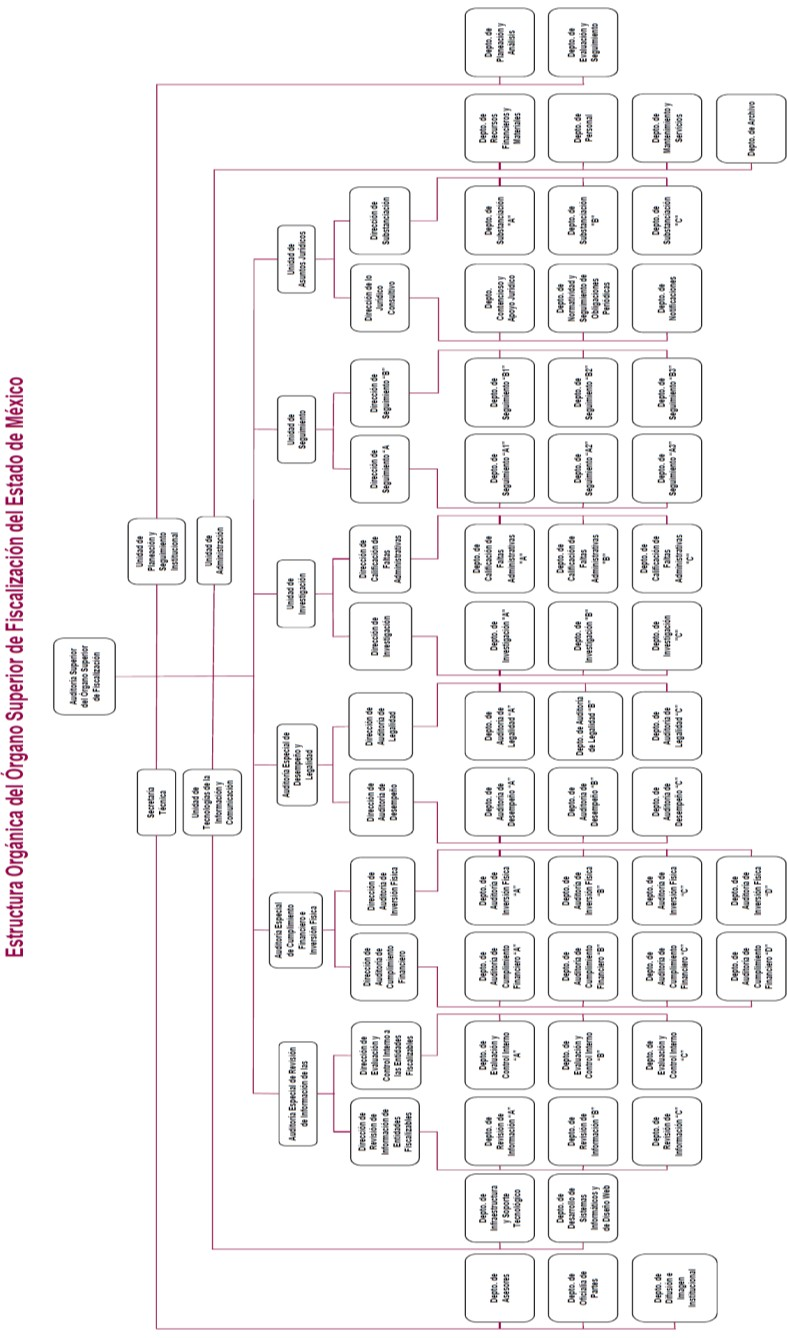 Estructura Orgánica del Órgano Superior de Fiscalización del Estado de México
Auditoría Superior
del Órgano Superior
de Fiscalización
Secretaría
Técnica
Unidad de
Planeación y
Seguimiento
Institucional
Unidad de
Tecnologías de la
Información y
Comunicación
Unidad de
Administración
Auditoría Especial de Revisión
de Información de las
Auditoría Especial
de Cumplimiento
Financiero e
Inversión Física
Auditoría Especial de
Desempeño y
Legalidad
Unidad de
Investigación
Unidad de
Seguimiento
Unidad de
Asuntos Jurídicos
Dirección de
Revisión de
Información de
Entidades
Fiscalizables
Dirección de
Evaluación y
Control Interno a
las Entidades
Fiscalizables
Dirección de
Auditoría de
Cumplimiento
Financiero
Dirección de
Auditoría de
Inversión Física
Dirección de
Auditoría de
Desempeño
Dirección de
Auditoría de
Legalidad
Dirección de
Investigación
Dirección de
Calificación de
Faltas
Administrativas
Dirección de
Seguimiento "A
Dirección de
Seguimiento "B"
Dirección de lo
Jurídico
Consultivo
Dirección de
Substanciación
Depto. de
Asesores
Depto. de
Infraestructura
y Soporte
Tecnológico
Depto. de
Revisión de
Información "A"
Depto. de
Evaluación y
Control Interno
"A"
Depto. de
Auditoría de
Cumplimiento
Financiero "A"
Depto. de
Auditoría de
Inversión Física
"A"
Depto. de
Auditoría de
Desempeño "A"
Depto. de
Auditoría de
Legalidad "A"
Depto. de
Investigación "A"
Depto. de
Calificación de
Faltas
Administrativas
"A"
Depto. de
Seguimiento "A1"
Depto. de
Seguimiento "B1"
Depto.
Contencioso y
Apoyo Jurídico
Depto. de
Substanciación
"A"
Depto. de
Recursos
Financieros y
Materiales
Depto. de
Planeación y
Análisis
Depto. de
Oficialía de
Partes
Depto. de
Desarrollo de
Sistemas
Informáticos y
de Diseño Web
Depto. de
Revisión de
Información "B"
Depto. de
Evaluación y
Control Interno
"B"
Depto. de
Auditoría de
Cumplimiento
Financiero "B"
Depto. de
Auditoría de
Inversión Física
"B"
Depto. de
Auditoría de
Desempeño "B"
Depto. de Auditoría
de Legalidad "B"
Depto. de
Investigación "B"
Depto. de
Calificación de
Faltas
Administrativas
"B"
Depto. de
Seguimiento "A2"
Depto. de
Seguimiento "B2"
Depto. de
Normatividad y
Seguimiento de
Obligaciones
Periódicas
Depto. de
Substanciación
"B"
Depto. de
Personal
Depto. de
Evaluación y
Seguimiento
Depto. de
Difusión e
Imagen
Institucional
Depto. de
Revisión de
Información "C"
Depto. de
Evaluación y
Control Interno
"C"
Depto. de
Auditoría de
Cumplimiento
Financiero "C"
Depto. de
Auditoría de
Inversión Física
"C"
Depto. de
Auditoría de
Desempeño "C"
Depto. de
Auditoría de
Legalidad "C"
Depto. de
Investigación
"C"
Depto. de
Calificación de
Faltas
Administrativas
"C"
Depto. de
Seguimiento "A3"
Depto. de
Seguimiento "B3"
Depto. de
Notificaciones
Depto. de
Substanciación
"C"
Depto. de
Mantenimiento y
Servicios
Depto. de
Auditoría de
Cumplimiento
Financiero "D"
Depto. de
Auditoría de
Inversión Física
"D"
Depto. de Archivo